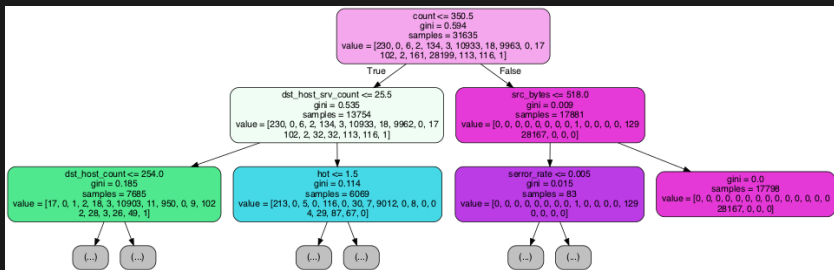 count <= 350.5
gini = 0.594
samples = 31635
value = [230, 0, 6, 2, 134, 3, 10933, 18, 9963, 0, 17
102, 2, 161, 28199, 113, 116, 1]
True
False
dst_host_srv_count <= 25.5
gini = 0.535
samples = 13754
value = [230, 0, 6, 2, 134, 3, 10933, 18, 9962, 0, 17
102, 2, 32, 32, 113, 116, 1]
src_bytes <= 518.0
gini = 0.009
samples = 17881
value = [0, 0, 0, 0, 0, 0, 0, 0, 1, 0, 0, 0, 0, 129
28167, 0, 0, 0]
dst_host_count <= 254.0
gini = 0.185
samples = 7685
value = [17, 0, 1, 2, 18, 3, 10903, 11, 950, 0, 9, 102
2, 28, 3, 26, 49, 1]
hot <= 1.5
gini = 0.114
samples = 6069
value = [213, 0, 5, 0, 116, 0, 30, 7, 9012, 0, 8, 0, 0
4, 29, 87, 67, 0]
serror_rate <= 0.005
gini = 0.015
samples = 83
value = [0, 0, 0, 0, 0, 0, 0, 0, 1, 0, 0, 0, 0, 129
0, 0, 0, 0]
gini = 0.0
samples = 17798
value = [0, 0, 0, 0, 0, 0, 0, 0, 0, 0, 0, 0, 0, 0
28167, 0, 0, 0]
(...)
(...)
(...)
(...)
(...)
(...)